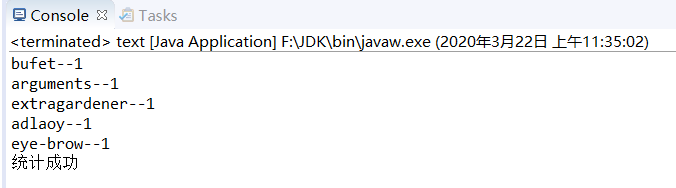 Console Tasks
<terminated> text [Java Application] F:\JDK\bin\javaw.exe (2020年3月22日 上午11:35:02)
bufet--1
arguments--1
extragardener--1
adlaoy--1
eye-brow--1
统计成功